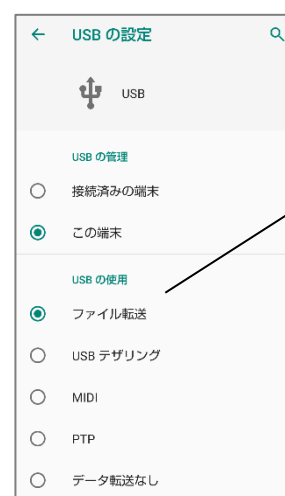 USB の設定
USB
USB の管理
接続済みの端末
この端末
USB の使用
ファイル転送
USB テザリング
MIDI
PTP
データ転送なし